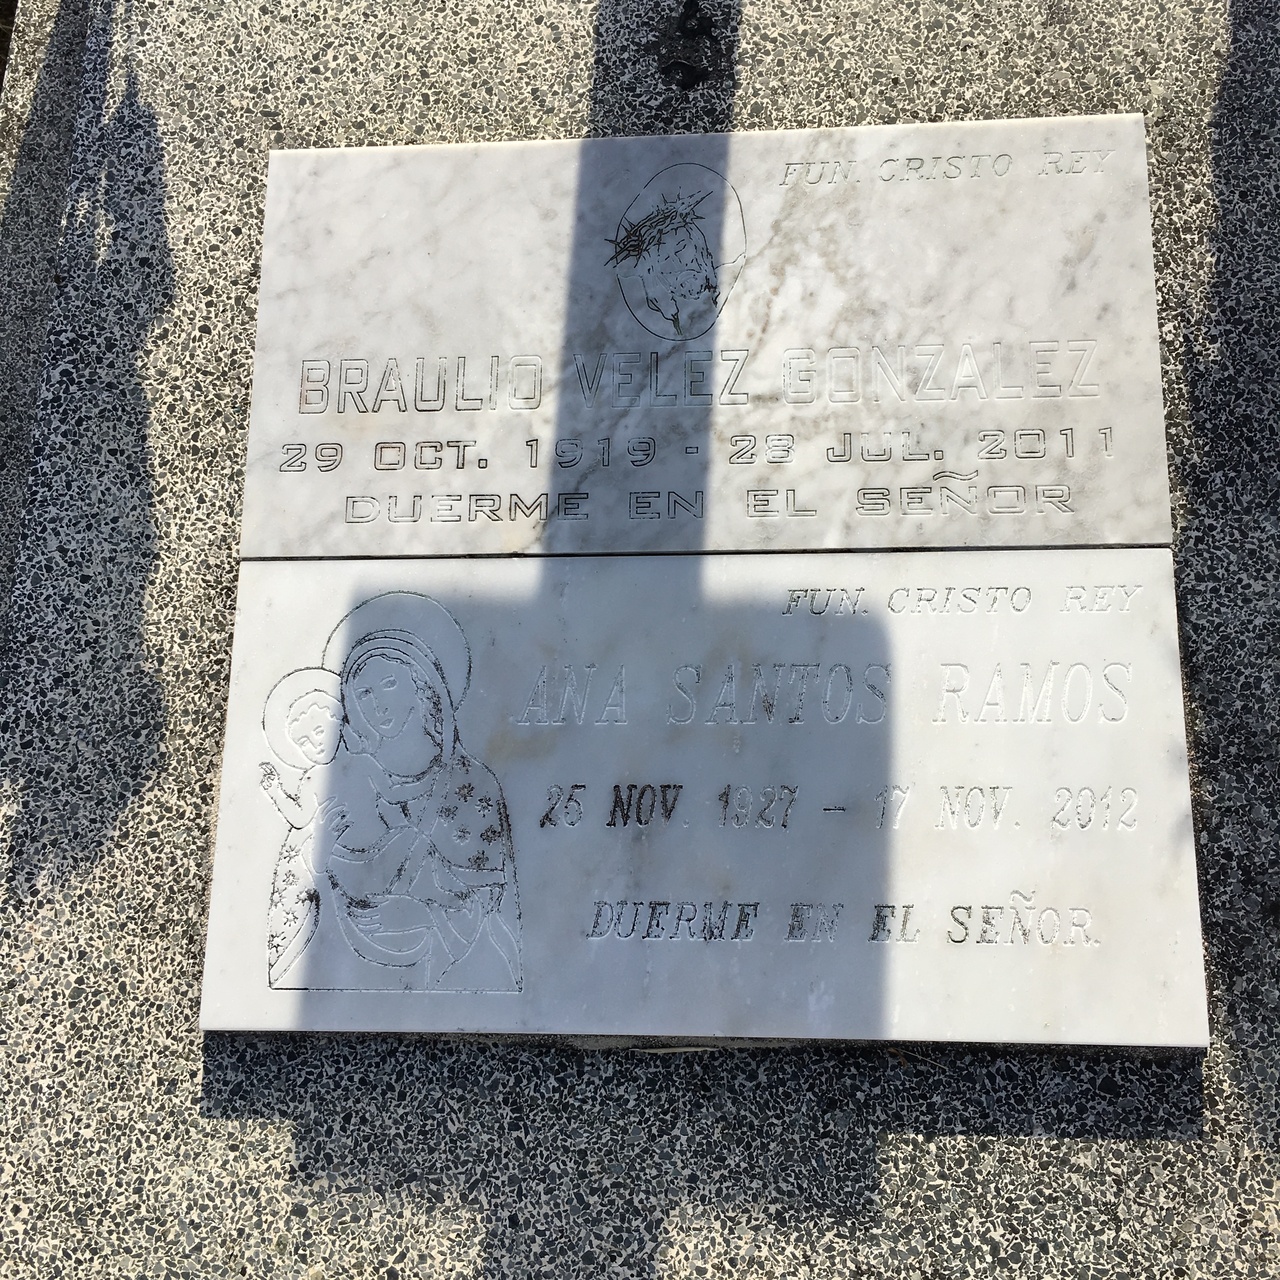 FUN. CRISTO REY
BRAULIO VELEZ GONZALEZ
29 OCT. 1919 - 28 JUL. 2011
DUERME EN EL SEÑOR
FUN. CRISTO REY
ANA SANTOS RAMOS
25 NOV. 1927 - 17 NOV. 2012
DUERME EN EL SEÑOR.